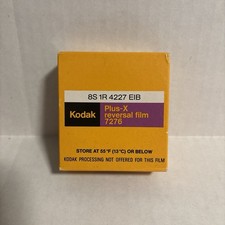 8S 1R 4227 EIB
Kodak
Plus-X
reversal film
7276
STORE AT 55°F (13°C) OR BELOW
KODAK PROCESSING NOT OFFERED FOR THIS FILM